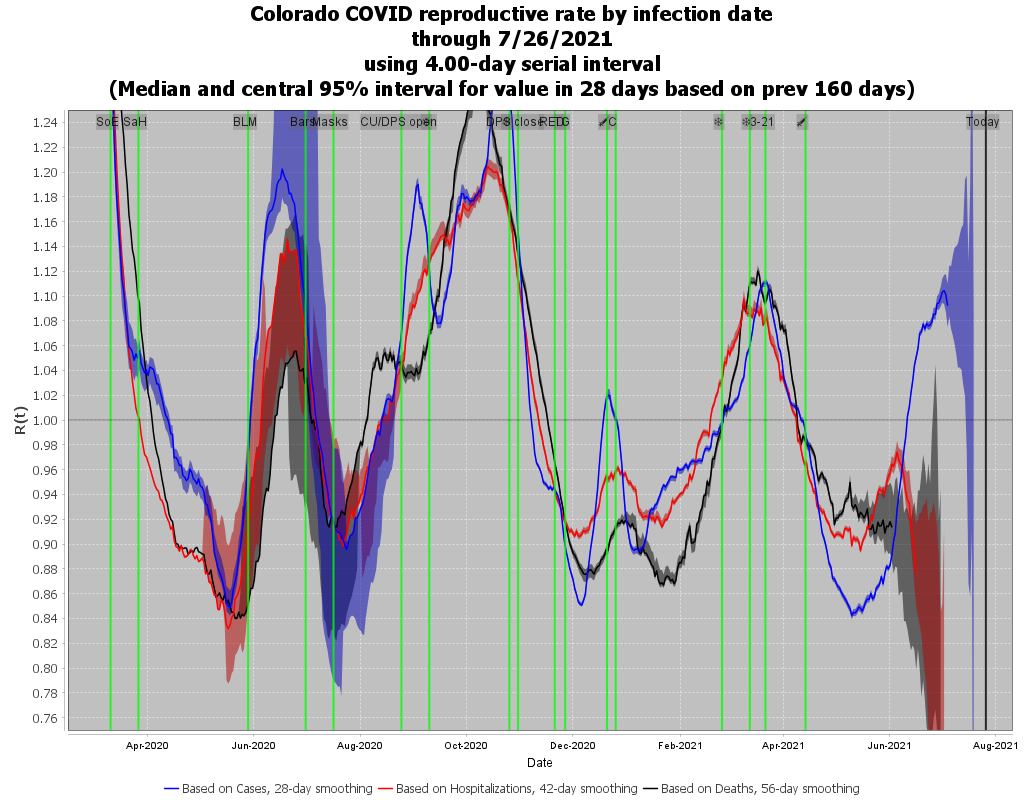 Colorado COVID reproductive rate by infection date
through 7/26/2021
using 4.00-day serial interval
(Median and central 95% interval for value in 28 days based on prev 160 days)
SoE SaH BLM Bars Masks CU/DPS open DPS close C 3-21 Today
1.24
1.22
1.20
1.18
1.16
1.14
1.12
1.10
1.08
1.06
1.04
1.02
1.00
0.98
0.96
0.94
0.92
0.90
0.88
0.86
0.84
0.82
0.80
0.78
0.76
R(t)
Apr-2020 Jun-2020 Aug-2020 Oct-2020 Dec-2020 Feb-2021 Apr-2021 Jun-2021 Aug-2021
Date
Based on Cases, 28-day smoothing Based on Hospitalizations, 42-day smoothing Based on Deaths, 56-day smoothing